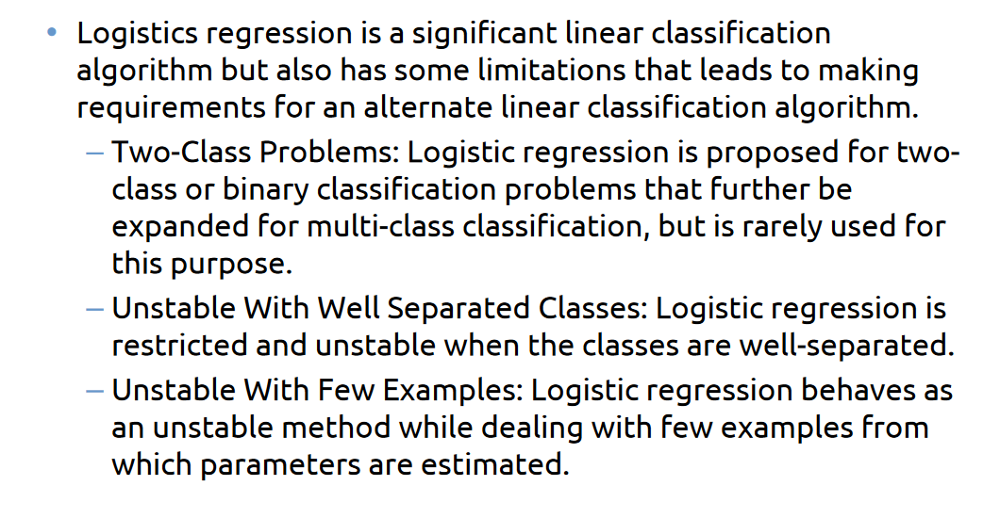 • Logistics regression is a significant linear classification
algorithm but also has some limitations that leads to making
requirements for an alternate linear classification algorithm.
– Two-Class Problems: Logistic regression is proposed for two-
class or binary classification problems that further be
expanded for multi-class classification, but is rarely used for
this purpose.
– Unstable With Well Separated Classes: Logistic regression is
restricted and unstable when the classes are well-separated.
– Unstable With Few Examples: Logistic regression behaves as
an unstable method while dealing with few examples from
which parameters are estimated.